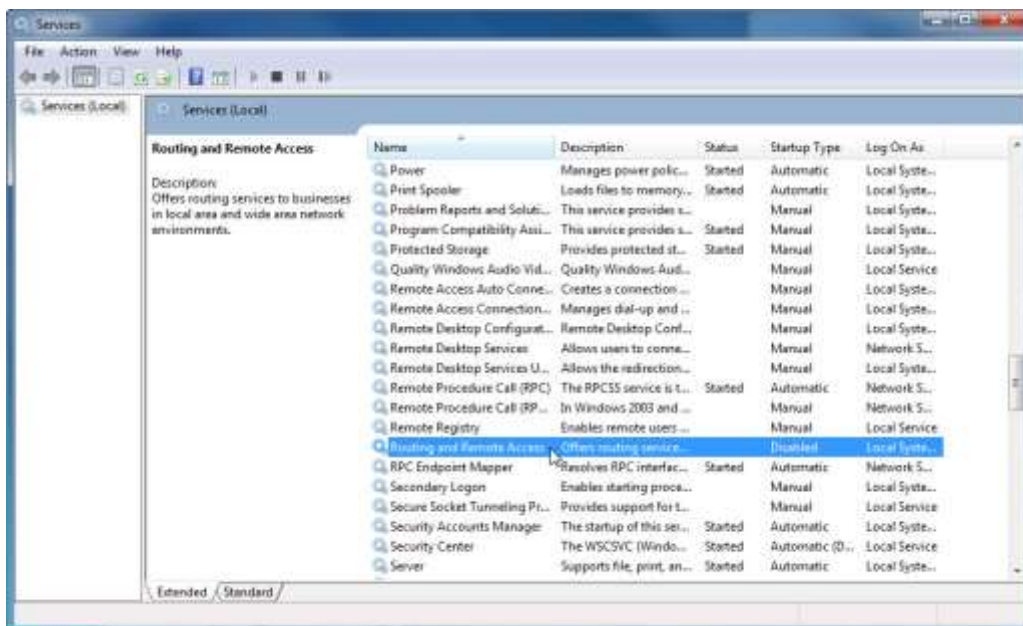 Services
File Action View Help
Services (Local)
Services (Local)
Routing and Remote Access
Description:
Offers routing services to businesses
in local area and wide area network
environments.
Name Description Status Startup Type Log On As
Power Manages power polic... Started Automatic Local Syste...
Print Spooler Loads files to memory... Started Automatic Local Syste...
Problem Reports and Soluti... This service provides s... Manual Local Syste...
Program Compatibility Assi... This service provides s... Started Manual Local Syste...
Protected Storage Provides protected st... Started Manual Local Syste...
Quality Windows Audio Vid... Quality Windows Aud... Manual Local Service
Remote Access Auto Conne... Creates a connection ... Manual Local Syste...
Remote Access Connection... Manages dial-up and ... Manual Local Syste...
Remote Desktop Configurat... Remote Desktop Conf... Manual Local Syste...
Remote Desktop Services Allows users to conne... Manual Network S...
Remote Desktop Services U... Allows the redirection... Manual Local Syste...
Remote Procedure Call (RPC) The RPCSS service is t... Started Automatic Network S...
Remote Procedure Call (RP... In Windows 2003 and ... Manual Network S...
Remote Registry Enables remote users ... Manual Local Service
Routing and Remote Access Offers routing service... Disabled Local Syste...
RPC Endpoint Mapper Resolves RPC interfac... Started Automatic Network S...
Secondary Logon Enables starting proce... Manual Local Syste...
Secure Socket Tunneling Pr... Provides support for t... Manual Local Service
Security Accounts Manager The startup of this ser... Started Automatic Local Syste...
Security Center The WSCSVC (Windo... Started Automatic (D... Local Service
Server Supports file, print, an... Started Automatic Local Syste...
Extended Standard